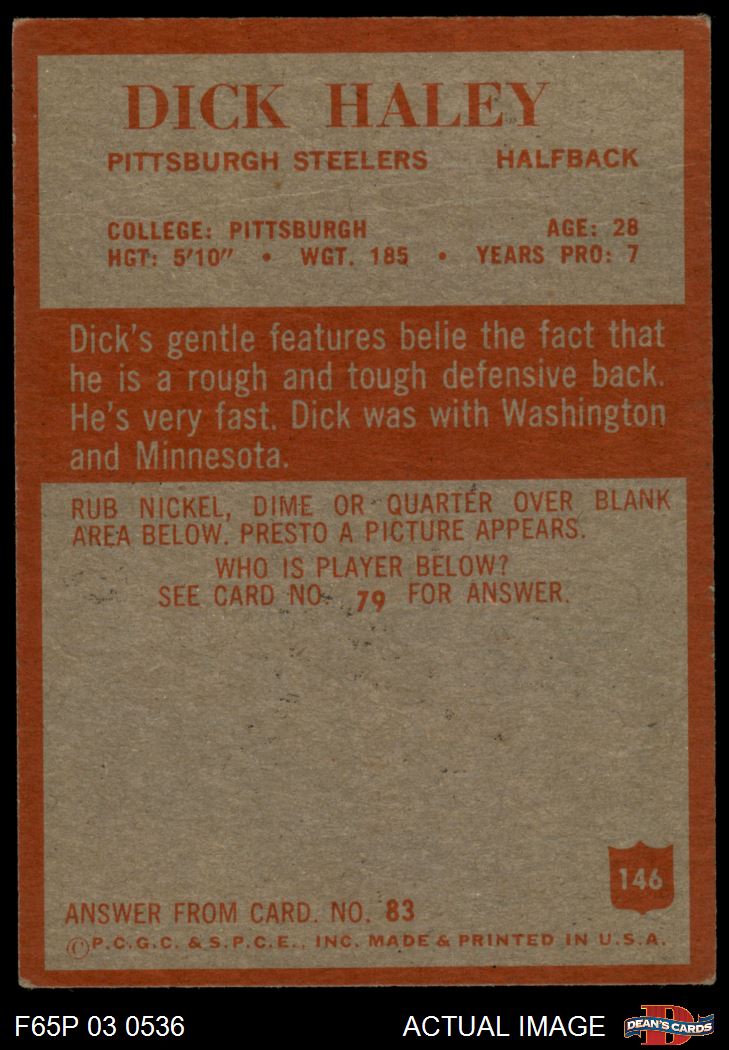 DICK HALEY
PITTSBURGH STEELERS HALFBACK
COLLEGE: PITTSBURGH AGE: 28
HGT: 5'10" • WGT. 185 • YEARS PRO: 7
Dick's gentle features belie the fact that
he is a rough and tough defensive back.
He's very fast. Dick was with Washington
and Minnesota.
RUB NICKEL, DIME OR QUARTER OVER BLANK
AREA BELOW. PRESTO A PICTURE APPEARS.
WHO IS PLAYER BELOW?
SEE CARD NO. 79 FOR ANSWER.
146
ANSWER FROM CARD. NO. 83
©P.C.G.C. & S.P.C.E., INC. MADE & PRINTED IN U.S.A.
F65P 03 0536 ACTUAL IMAGE
DEAN'S CARDS